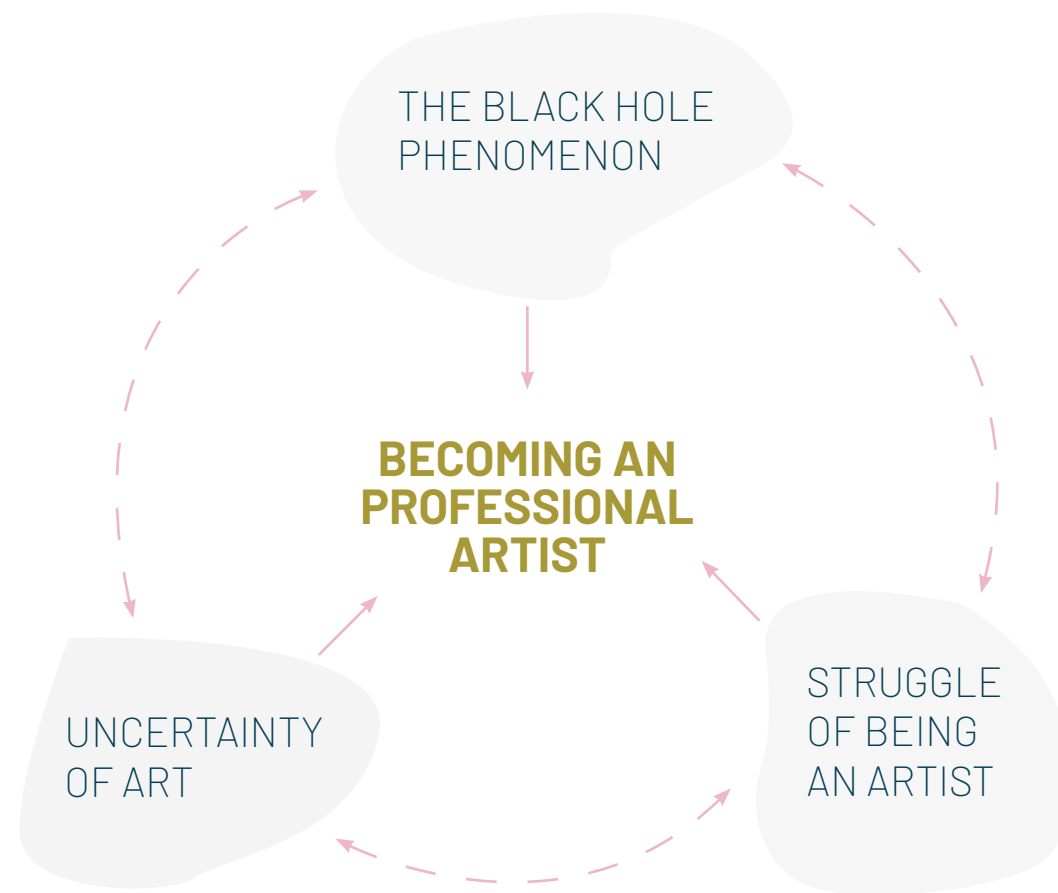 THE BLACK HOLE
PHENOMENON
BECOMING AN
PROFESSIONAL
ARTIST
UNCERTAINTY
OF ART
STRUGGLE
OF BEING
AN ARTIST